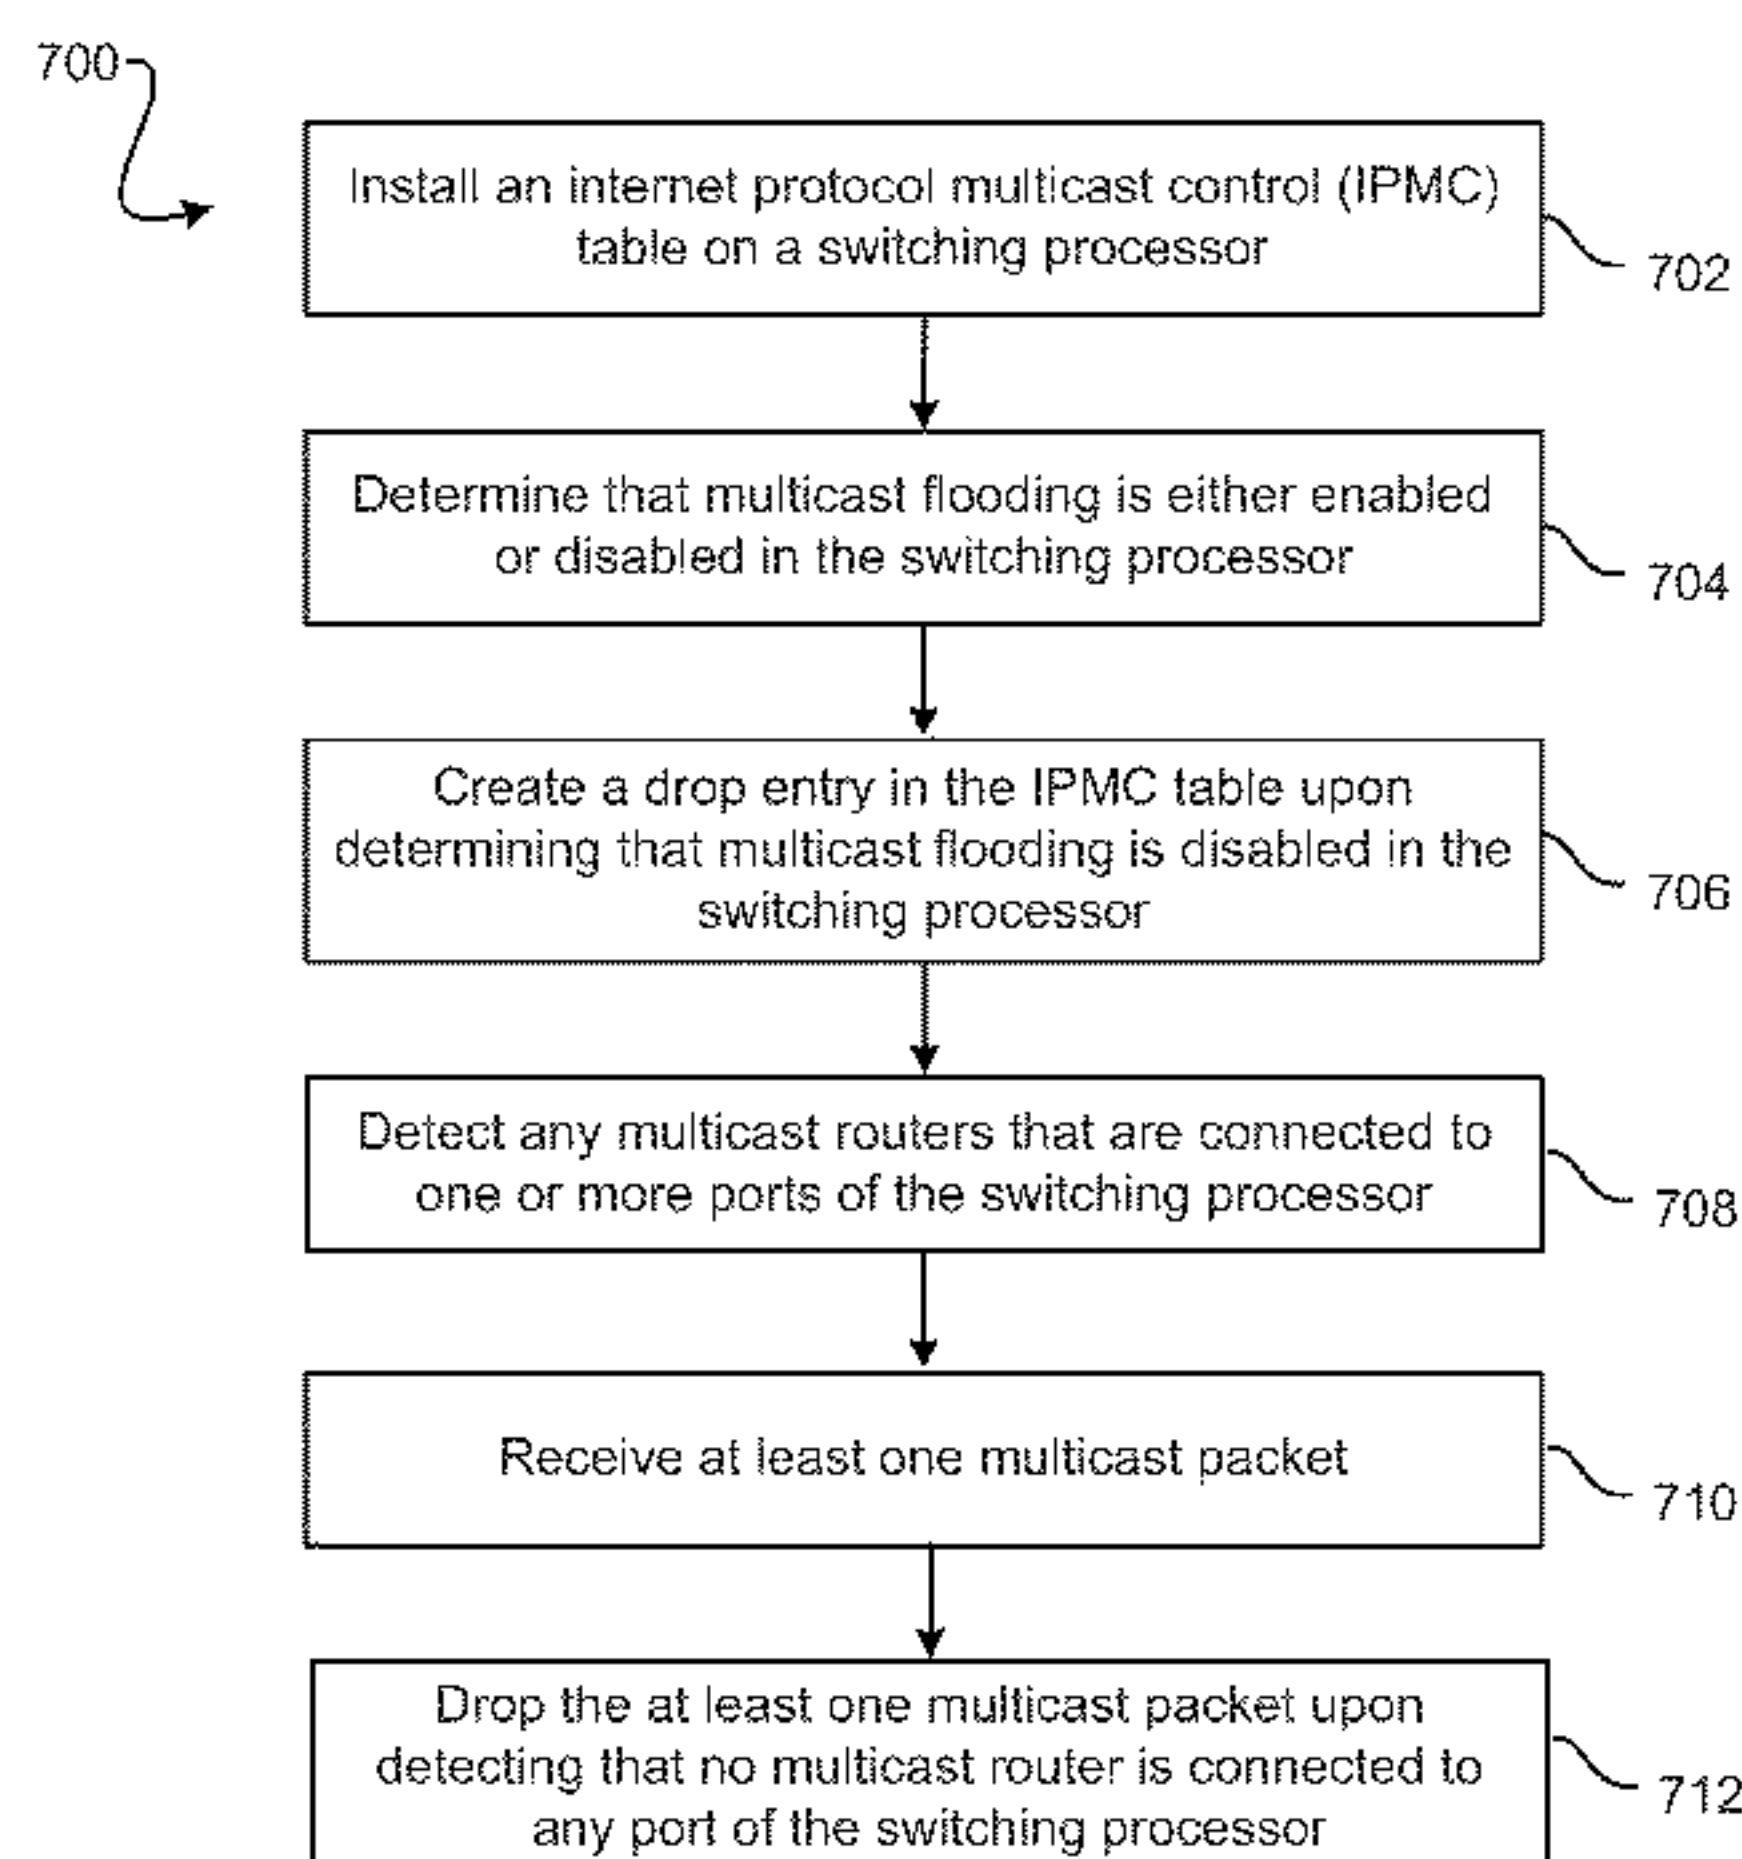 700
Install an internet protocol multicast control (IPMC)
table on a switching processor
702
Determine that multicast flooding is either enabled
or disabled in the switching processor
704
Create a drop entry in the IPMC table upon
determining that multicast flooding is disabled in the
switching processor
706
Detect any multicast routers that are connected to
one or more ports of the switching processor
708
Receive at least one multicast packet
710
Drop the at least one multicast packet upon
detecting that no multicast router is connected to
any port of the switching processor
712